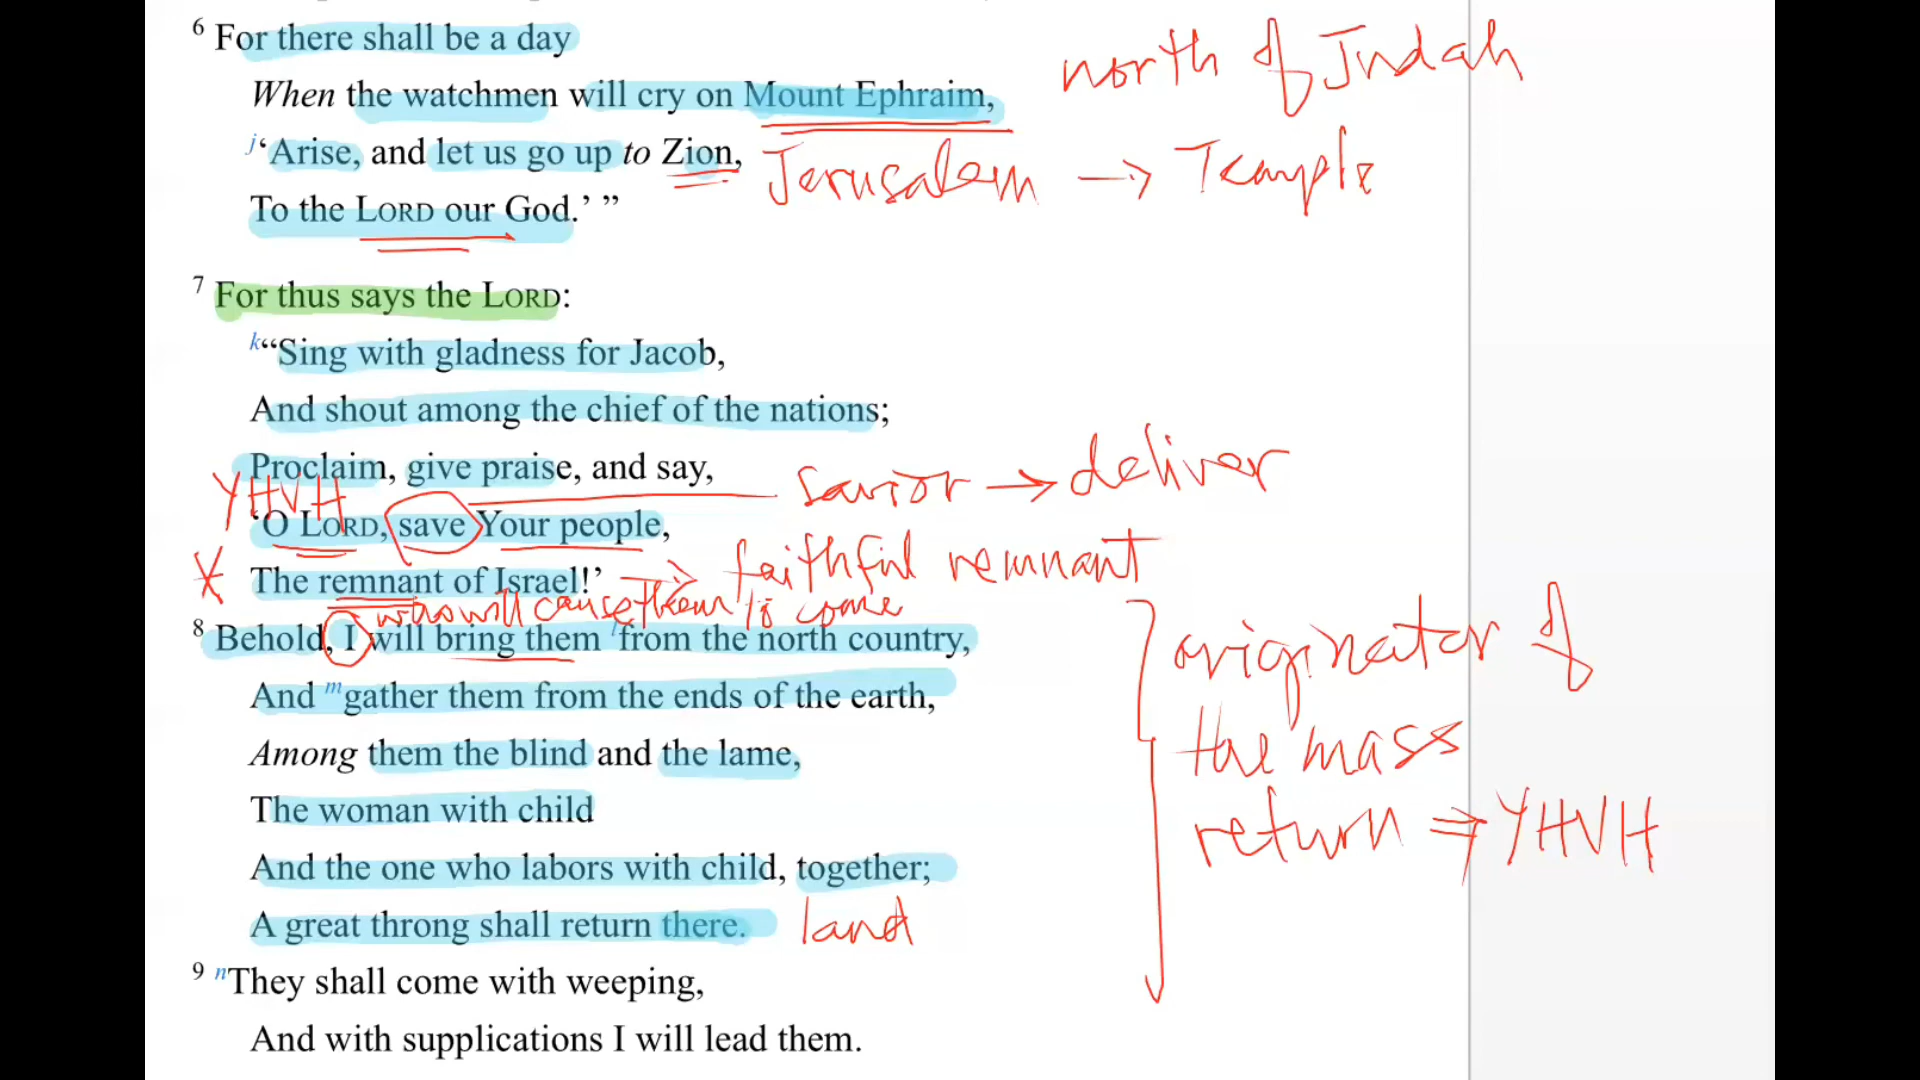 6 For there shall be a day
north of Judah
When the watchmen will cry on Mount Ephraim,
j‘Arise, and let us go up to Zion, Jerusalem → Temple
To the LORD our God.’ ”
7 For thus says the LORD:
k“Sing with gladness for Jacob,
And shout among the chief of the nations;
Proclaim, give praise, and say, savior → deliver
YHVH
‘O LORD, save Your people,
The remnant of Israel!’ → faithful remnant
who will cause them to come
8 Behold, I will bring them lfrom the north country,
And mgather them from the ends of the earth,
Among them the blind and the lame,
The woman with child
And the one who labors with child, together;
A great throng shall return there. land
originator of
the mass
return ⇒ YHVH
9 nThey shall come with weeping,
And with supplications I will lead them.